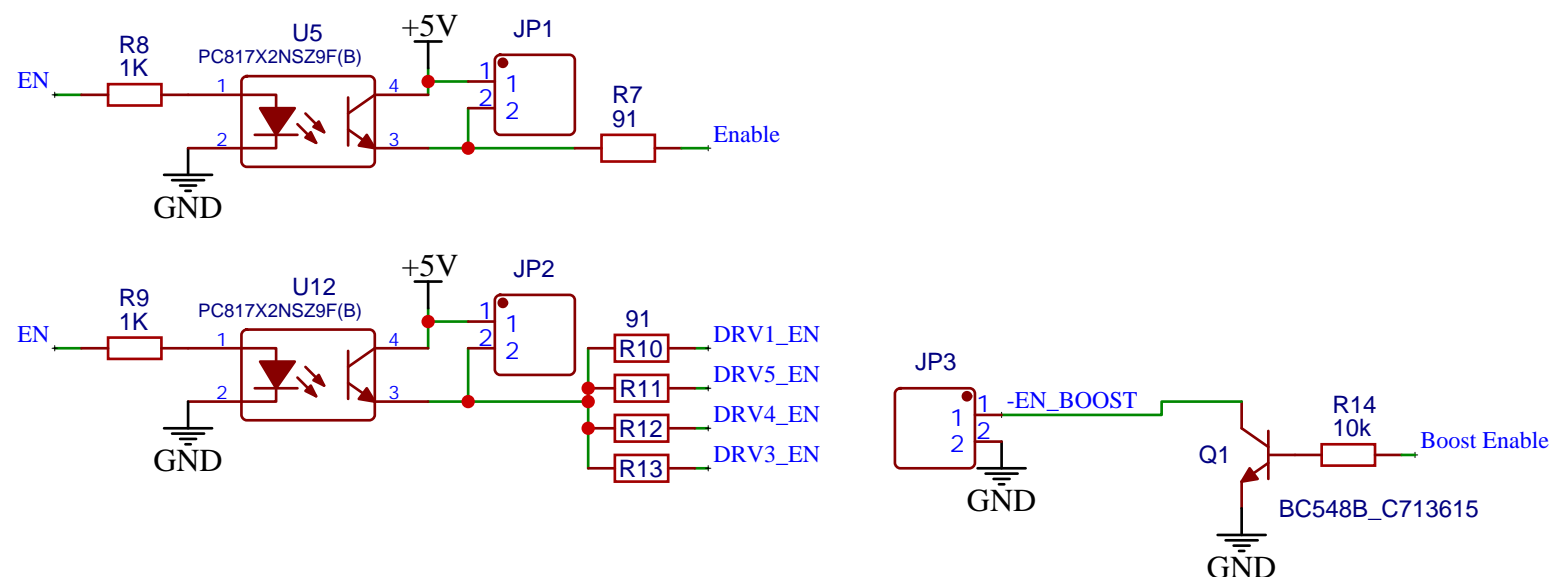 +5V
JP1
U5
R8
PC817X2NSZ9F(B)
1K
EN
1
4
1
1
2
2
R7
91
Enable
2
3
GND
+5V
JP2
U12
R9
PC817X2NSZ9F(B)
1K
EN
1
4
1
1
2
2
91
R10
DRV1_EN
R11
DRV5_EN
R12
DRV4_EN
R13
DRV3_EN
2
3
GND
JP3
1
1
-EN_BOOST
2
2
GND
R14
10k
Boost Enable
Q1
BC548B_C713615
GND